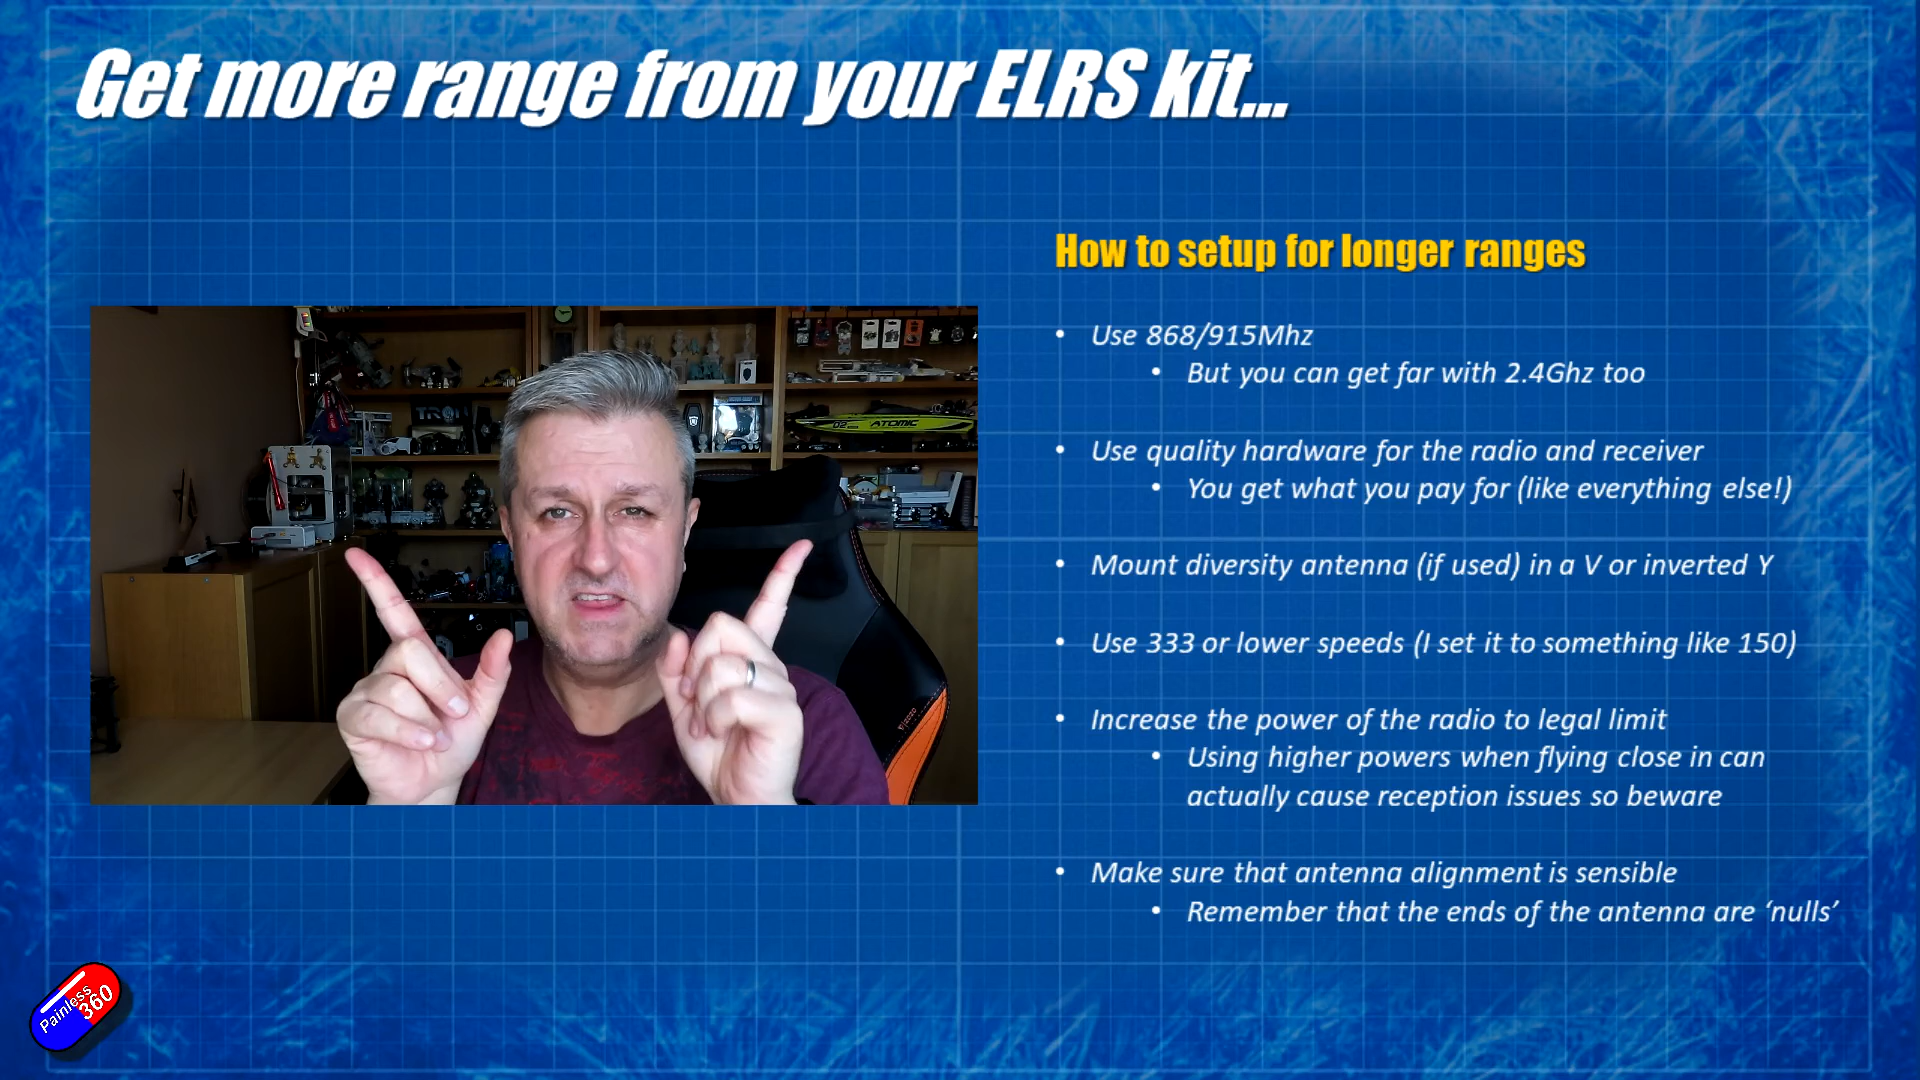 Get more range from your ELRS kit...
How to setup for longer ranges
• Use 868/915Mhz
• But you can get far with 2.4Ghz too
• Use quality hardware for the radio and receiver
• You get what you pay for (like everything else!)
• Mount diversity antenna (if used) in a V or inverted Y
• Use 333 or lower speeds (I set it to something like 150)
• Increase the power of the radio to legal limit
• Using higher powers when flying close in can
actually cause reception issues so beware
• Make sure that antenna alignment is sensible
• Remember that the ends of the antenna are ‘nulls’
TRON
ATOMIC
Painless
360